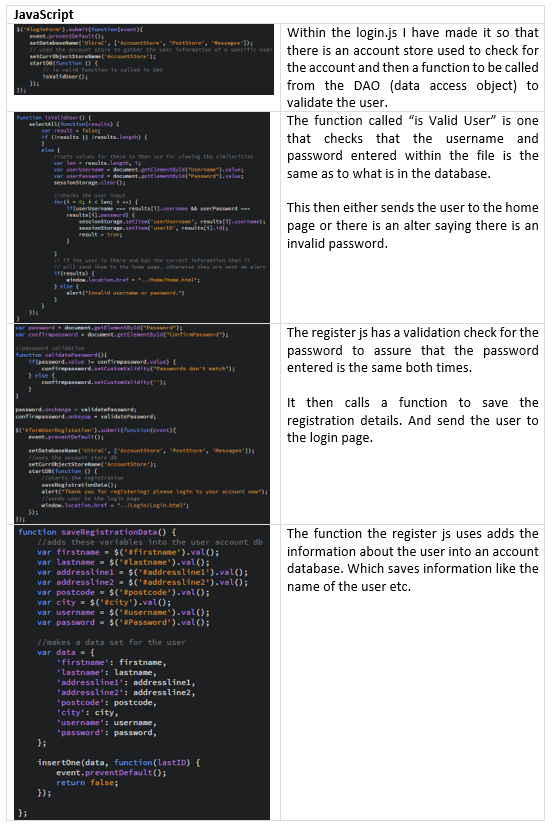 JavaScript
$('#loginForm').submit(function(event){
event.preventDefault();
setDatabaseName('UltraC', ['AccountStore', 'PostStore', 'Messages']);
// uses the account store to gather the user information of a specific user
setCurrObjectStoreName('AccountStore');
startDB(function () {
// is valid function is called in DAO
isValidUser();
});
});
Within the login.js I have made it so that
there is an account store used to check for
the account and then a function to be called
from the DAO (data access object) to
validate the user.
function isValidUser() {
selectAll(function(results) {
var result = false;
if (!results || !results.length) {
}
else {
//sets values for these to then use for viewing the similarities
var len = results.length, i;
var userUsername = document.getElementById("Username").value;
var userPassword = document.getElementById("Password").value;
sessionStorage.clear();
//checks the user input
for(i = 0; i < len; i ++) {
if(userUsername === results[i].username && userPassword ===
results[i].password) {
sessionStorage.setItem('userUsername', results[i].username);
sessionStorage.setItem('userID', results[i].id);
result = true;
}
}
// if the user is there and has the correct information then it
// will send them to the home page, otherwise they are sent an alert
if(results) {
window.location.href = "../Home/Home.html";
} else {
alert("Invalid username or password.")
}
}
});
The function called “is Valid User” is one
that checks that the username and
password entered within the file is the
same as to what is in the database.
This then either sends the user to the home
page or there is an alter saying there is an
invalid password.
var password = document.getElementById("Password");
var confirmpassword = document.getElementById("ConfirmPassword");
//password validation
function validatePassword(){
if(password.value != confirmpassword.value) {
confirmpassword.setCustomValidity("Passwords don't match");
} else {
confirmpassword.setCustomValidity('');
}
}
password.onchange = validatePassword;
confirmpassword.onkeyup = validatePassword;
event.preventDefault();
setDatabaseName('UltraC', ['AccountStore', 'PostStore', 'Messages']);
//uses the account store db
setCurrObjectStoreName('AccountStore');
startDB(function () {
//starts the registration
saveRegistrationData();
alert("Thank you for registering! please login to your account now");
//sends user to the login page
window.location.href = "../Login/Login.html";
});
});
The register js has a validation check for the
password to assure that the password
entered is the same both times.
It then calls a function to save the
registration details. And send the user to
the login page.
function saveRegistrationData() {
//adds these variables into the user account db
var firstname = $('#firstname').val();
var lastname = $('#lastname').val();
var addressline1 = $('#addressline1').val();
var addressline2 = $('#addressline2').val();
var postcode = $('#postcode').val();
var city = $('#city').val();
var username = $('#username').val();
var password = $('#Password').val();
//makes a data set for the user
var data = {
'firstname': firstname,
'lastname': lastname,
'addressline1': addressline1,
'addressline2': addressline2,
'postcode': postcode,
'city': city,
'username': username,
'password': password,
};
insertOne(data, function(lastID) {
event.preventDefault();
return false;
});
};
The function the register js uses adds the
information about the user into an account
database. Which saves information like the
name of the user etc.